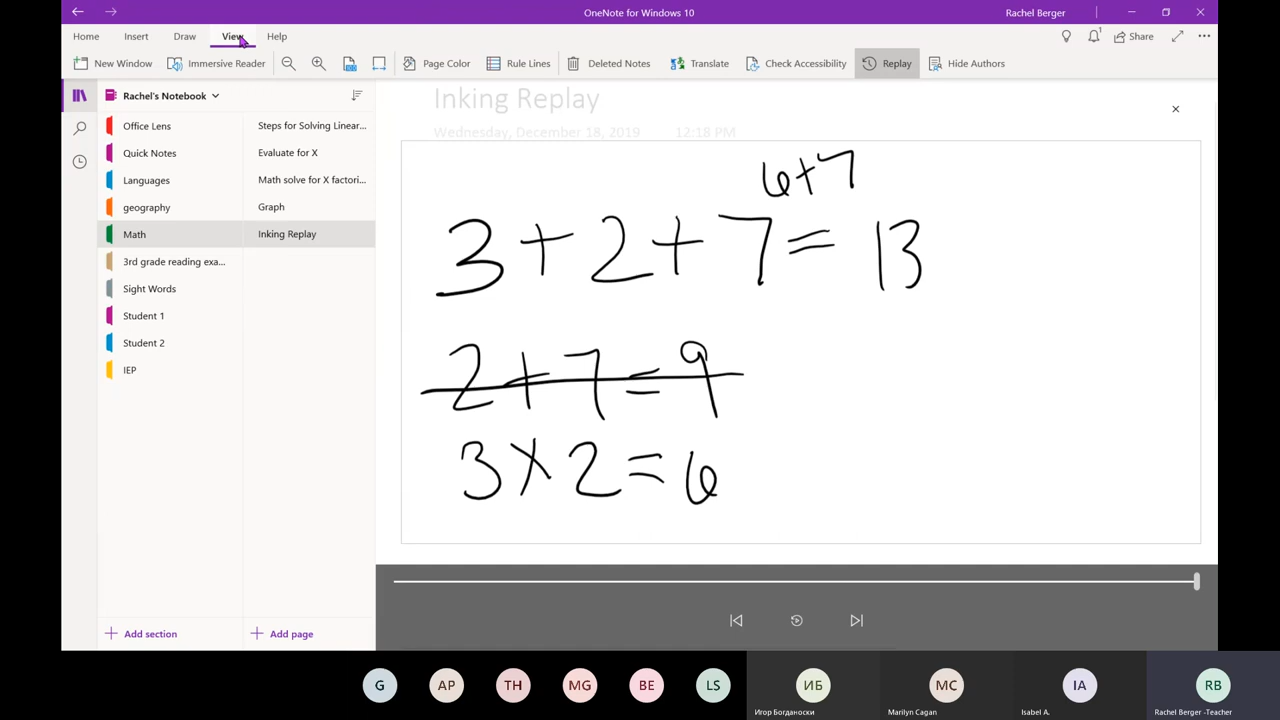 OneNote for Windows 10
Rachel Berger
Home Insert Draw View Help
1 Share
New Window Immersive Reader Page Color Rule Lines Deleted Notes Translate Check Accessibility Replay Hide Authors
Rachel's Notebook
Office Lens
Quick Notes
Languages
geography
Math
3rd grade reading exa...
Sight Words
Student 1
Student 2
IEP
Add section
Steps for Solving Linear...
Evaluate for X
Math solve for X factori...
Graph
Inking Replay
Add page
Inking Replay
Wednesday, December 18, 2019 12:18 PM
6+7
3+2+7=13
2+7=9
3×2=6
G AP TH MG BE LS ИБ MC IA RB
Игор Богданоски Marilyn Cagan Isabel A. Rachel Berger -Teacher